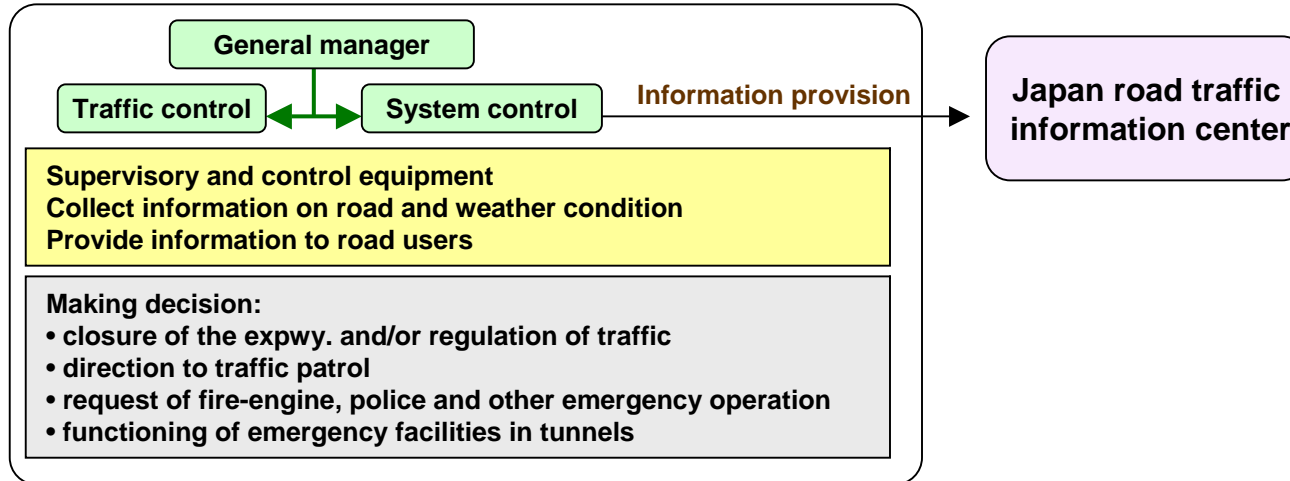 General manager
Traffic control
System control
Information provision
Japan road traffic
information center
Supervisory and control equipment
Collect information on road and weather condition
Provide information to road users
Making decision:
• closure of the expwy. and/or regulation of traffic
• direction to traffic patrol
• request of fire-engine, police and other emergency operation
• functioning of emergency facilities in tunnels